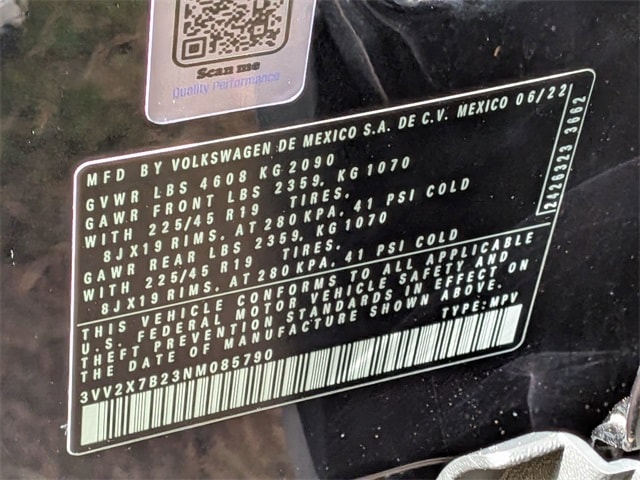 Scan me
Quality Performance
MFD BY VOLKSWAGEN DE MEXICO S.A. DE C.V. MEXICO 06/22
GVWR LBS 4608 KG 2090
GAWR FRONT LBS 2359, KG 1070
WITH 225/45 R19 TIRES.
8JX19 RIMS. AT 280 KPA, 41 PSI COLD
GAWR REAR LBS 2359, KG 1070
WITH 225/45 R19 TIRES.
8JX19 RIMS. AT 280 KPA, 41 PSI COLD
THIS VEHICLE CONFORMS TO ALL APPLICABLE
U.S. FEDERAL MOTOR VEHICLE SAFETY AND
THEFT PREVENTION STANDARDS IN EFFECT ON
THE DATE OF MANUFACTURE SHOWN ABOVE.
TYPE: MPV
3VV2X7B23NM085790
2426323 3662